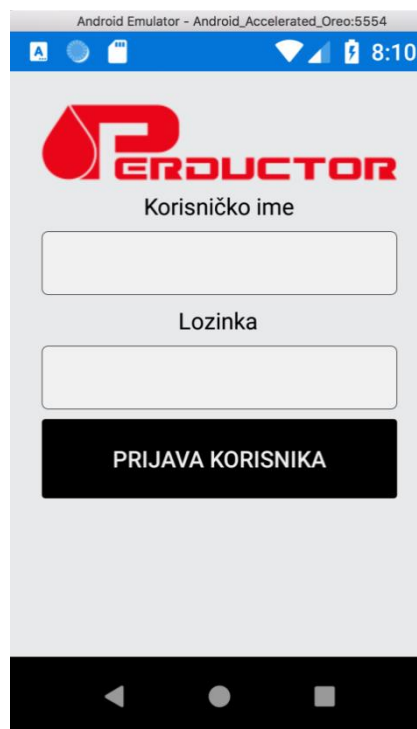 Android Emulator - Android_Accelerated_Oreo:5554
A 8:10
PERDUCTOR
Korisničko ime
Lozinka
PRIJAVA KORISNIKA